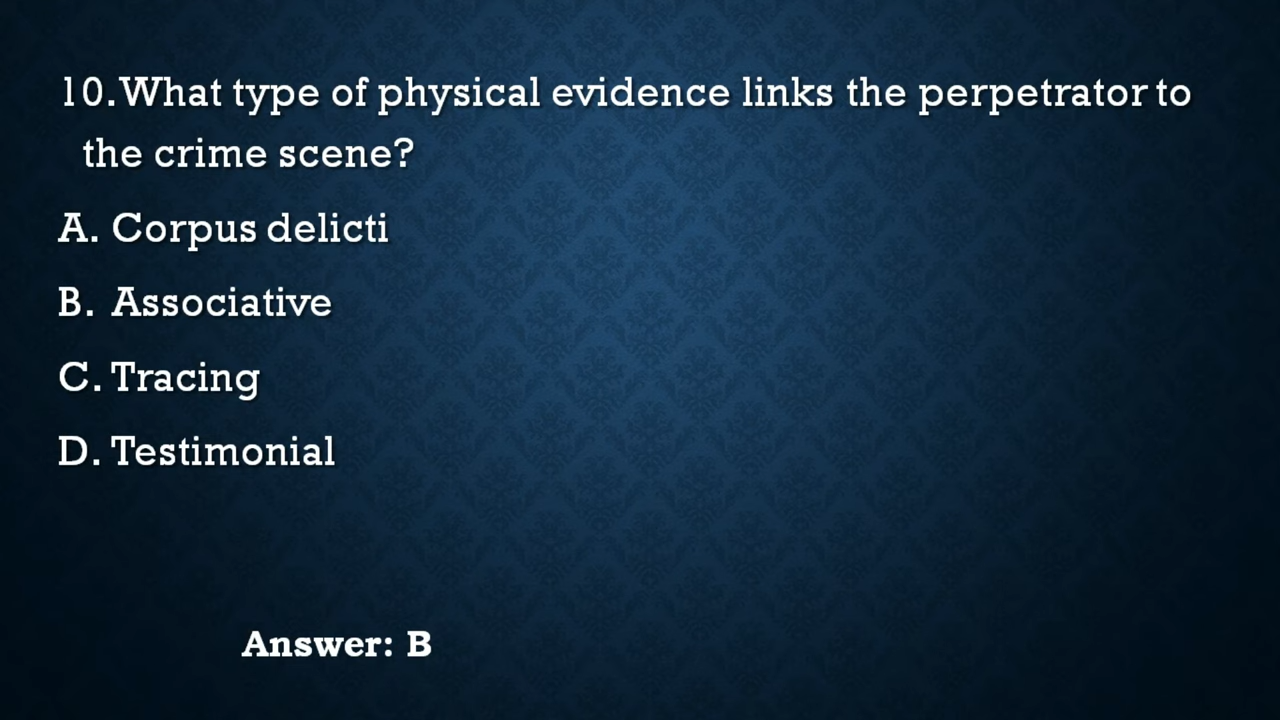 10.What type of physical evidence links the perpetrator to
the crime scene?
A. Corpus delicti
B. Associative
C. Tracing
D. Testimonial
Answer: B